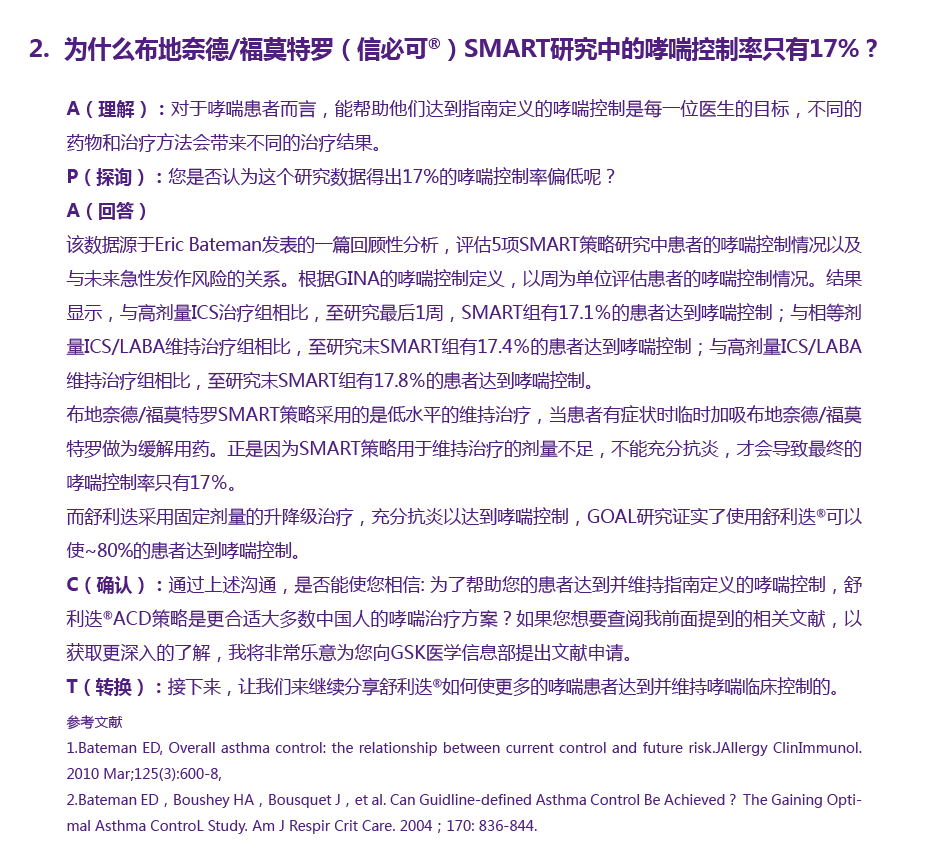 2. 为什么布地奈德/福莫特罗（信必可®）SMART研究中的哮喘控制率只有17%？
A（理解）：对于哮喘患者而言，能帮助他们达到指南定义的哮喘控制是每一位医生的目标，不同的
药物和治疗方法会带来不同的治疗结果。
P（探询）：您是否认为这个研究数据得出17%的哮喘控制率偏低呢？
A（回答）
该数据源于Eric Bateman发表的一篇回顾性分析，评估5项SMART策略研究中患者的哮喘控制情况以及
与未来急性发作风险的关系。根据GINA的哮喘控制定义，以周为单位评估患者的哮喘控制情况。结果
显示，与高剂量ICS治疗组相比，至研究最后1周，SMART组有17.1%的患者达到哮喘控制；与相等剂
量ICS/LABA维持治疗组相比，至研究末SMART组有17.4%的患者达到哮喘控制；与高剂量ICS/LABA
维持治疗组相比，至研究末SMART组有17.8%的患者达到哮喘控制。
布地奈德/福莫特罗SMART策略采用的是低水平的维持治疗，当患者有症状时临时加吸布地奈德/福莫
特罗做为缓解用药。正是因为SMART策略用于维持治疗的剂量不足，不能充分抗炎，才会导致最终的
哮喘控制率只有17%。
而舒利迭采用固定剂量的升降级治疗，充分抗炎以达到哮喘控制，GOAL研究证实了使用舒利迭®可以
使~80%的患者达到哮喘控制。
C（确认）：通过上述沟通，是否能使您相信: 为了帮助您的患者达到并维持指南定义的哮喘控制，舒
利迭®ACD策略是更合适大多数中国人的哮喘治疗方案？如果您想要查阅我前面提到的相关文献，以
获取更深入的了解，我将非常乐意为您向GSK医学信息部提出文献申请。
T（转换）：接下来，让我们来继续分享舒利迭®如何使更多的哮喘患者达到并维持哮喘临床控制的。
参考文献
1.Bateman ED, Overall asthma control: the relationship between current control and future risk.JAllergy ClinImmunol.
2010 Mar;125(3):600-8,
2.Bateman ED，Boushey HA，Bousquet J，et al. Can Guidline-defined Asthma Control Be Achieved？ The Gaining Opti-
mal Asthma ControL Study. Am J Respir Crit Care. 2004；170: 836-844.